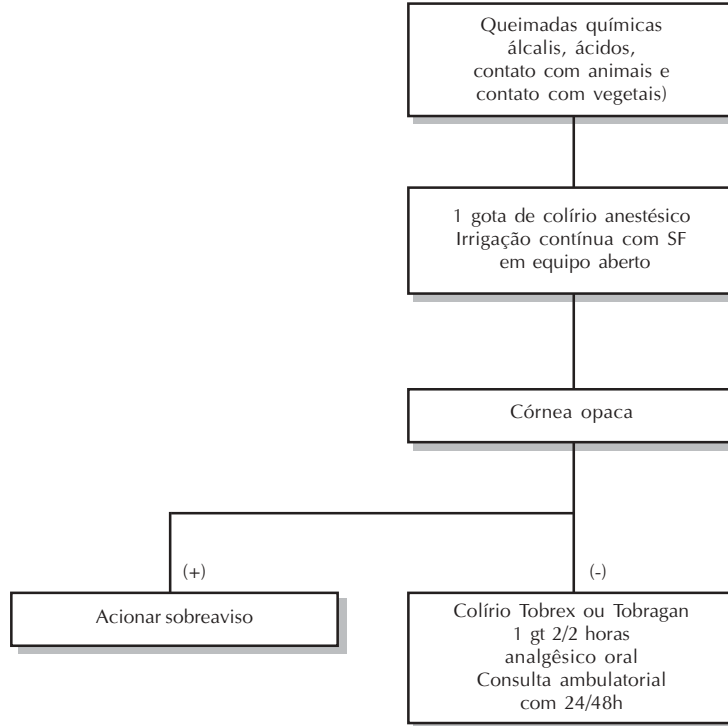 Queimadas químicas
álcalis, ácidos,
contato com animais e
contato com vegetais)
1 gota de colírio anestésico
Irrigação contínua com SF
em equipo aberto
Córnea opaca
(+)
(-)
Acionar sobreaviso
Colírio Tobrex ou Tobragan
1 gt 2/2 horas
analgêsico oral
Consulta ambulatorial
com 24/48h